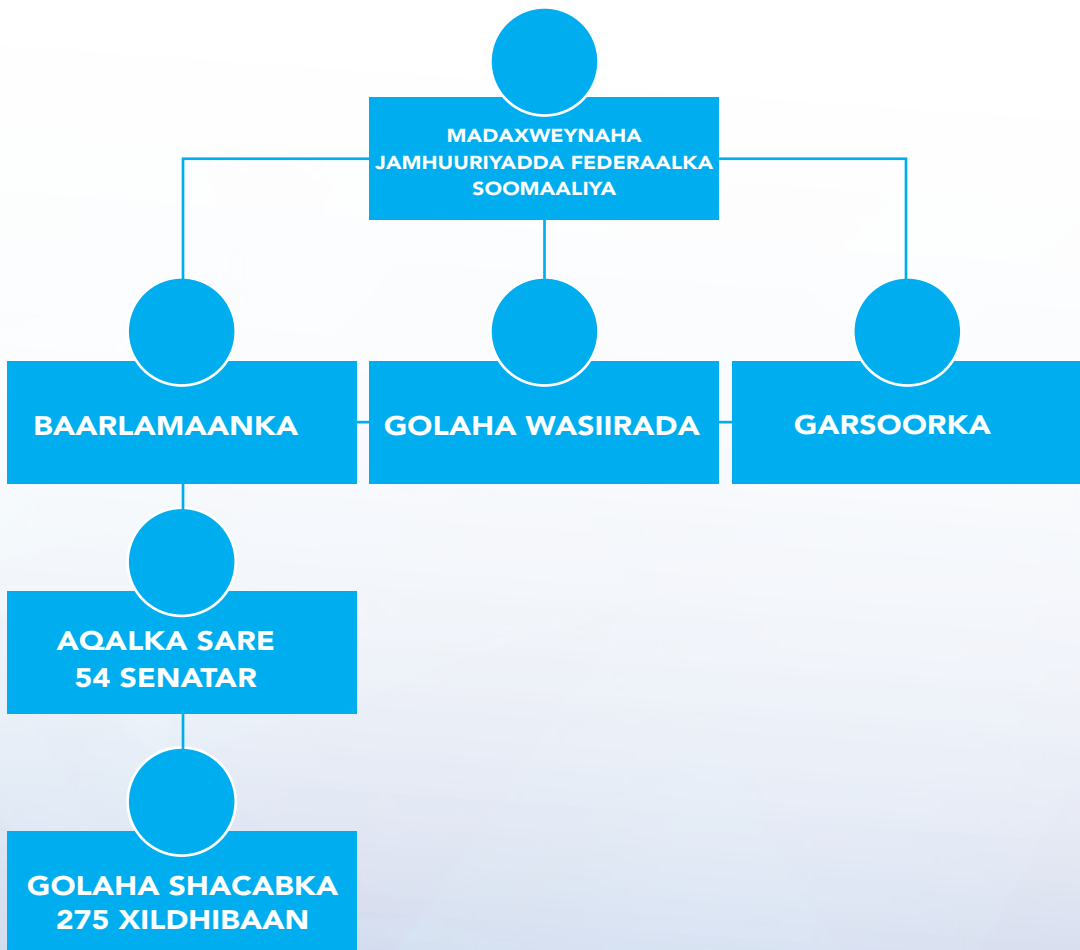 MADAXWEYNAHA
JAMHUURIYADDA FEDERAALKA
SOOMAALIYA
BAARLAMAANKA
GOLAHA WASIIRADA
GARSOORKA
AQALKA SARE
54 SENATAR
GOLAHA SHACABKA
275 XILDHIBAAN